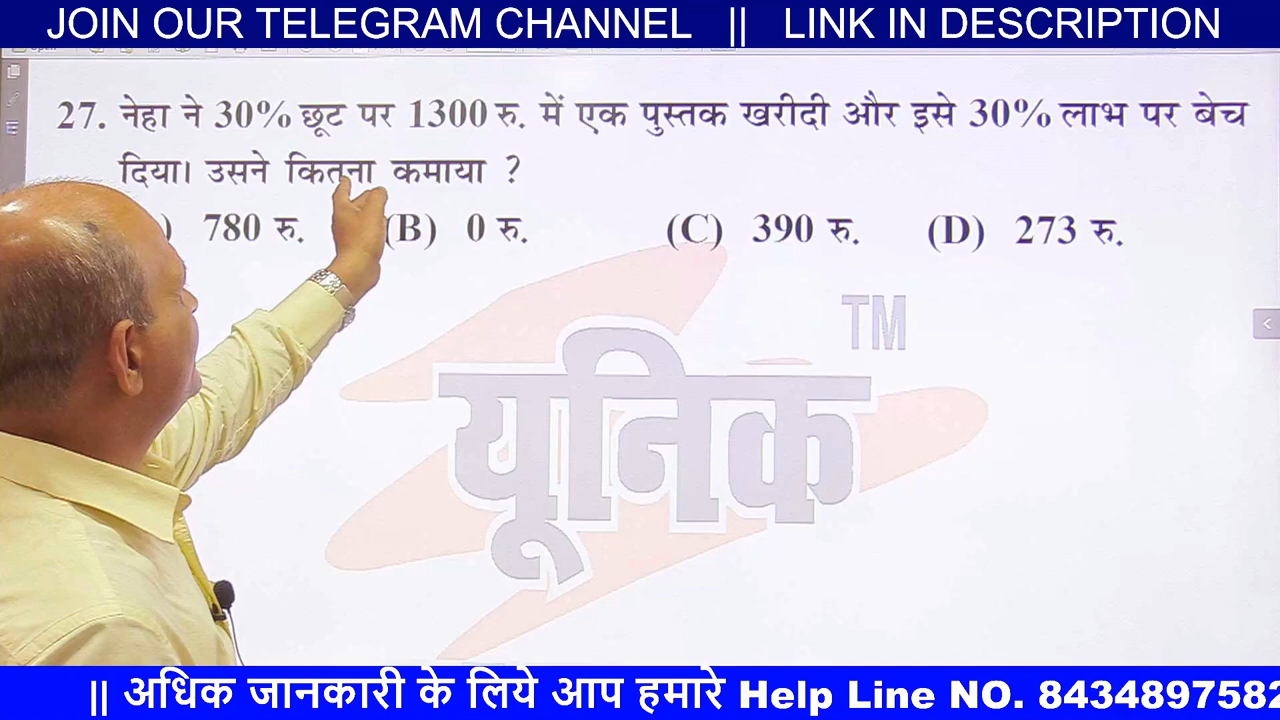 JOIN OUR TELEGRAM CHANNEL || LINK IN DESCRIPTION
27. नेहा ने 30% छूट पर 1300 रु. में एक पुस्तक खरीदी और इसे 30% लाभ पर बेच
दिया। उसने कितना कमाया ?
) 780 रु. (B) 0 रु. (C) 390 रु. (D) 273 रु.
TM
यूनिक
|| अधिक जानकारी के लिये आप हमारे Help Line NO. 8434897582